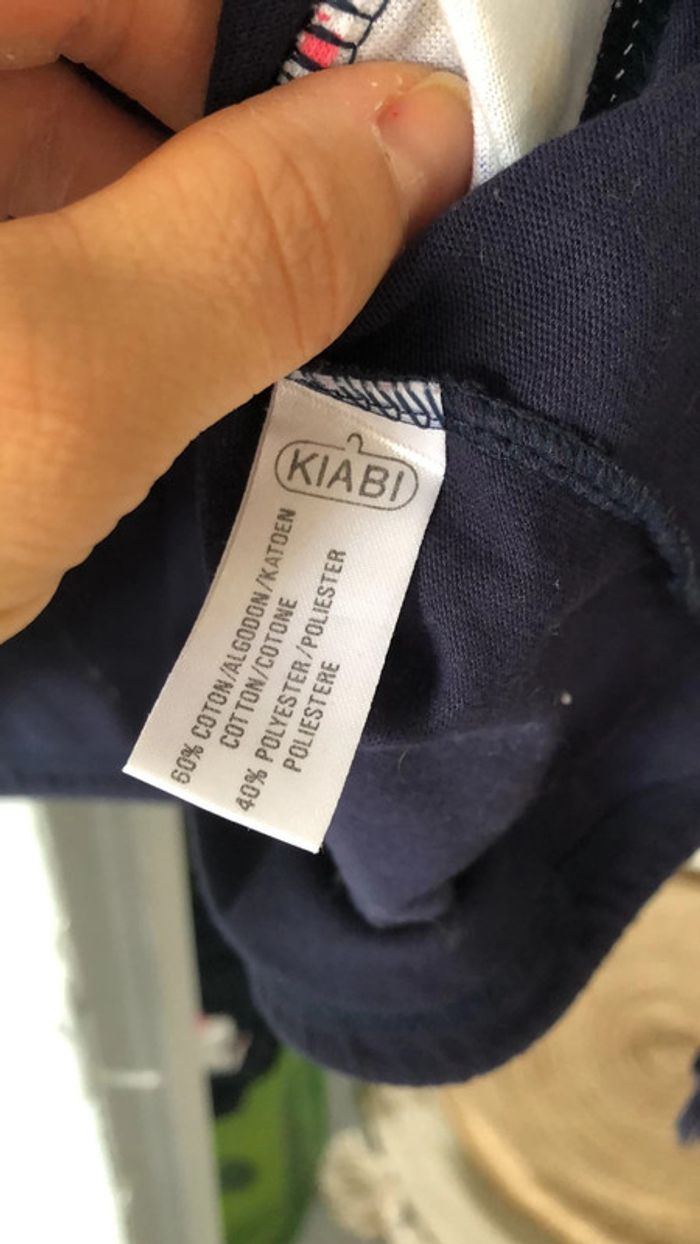 KIABI
60% COTON/ALGODON/KATOEN
COTTON/COTONE
40% POLYESTER/POLIESTER
POLIESTERE